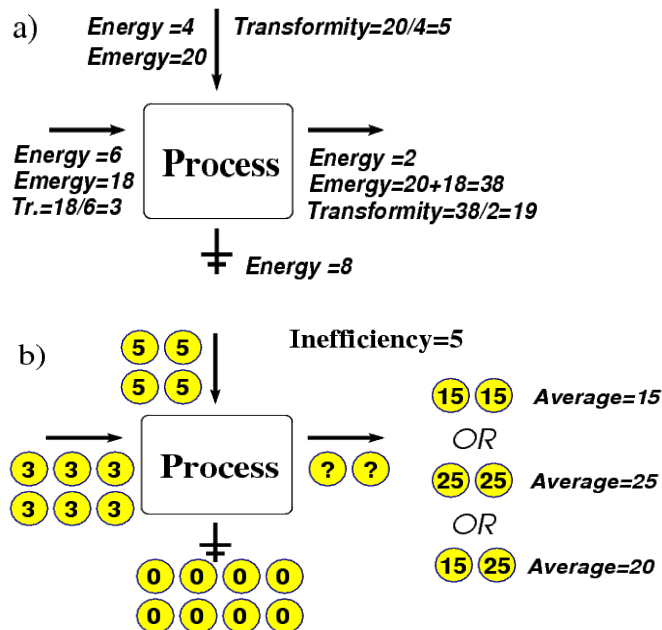 a)
Energy=4
Emergy=20
Transformity=20/4=5
Energy =6
Emergy=18
Tr.=18/6=3
Process
Energy =2
Emergy=20+18=38
Transformity=38/2=19
Energy =8
b)
Inefficiency=5
5 5
5 5
3 3 3
3 3 3
Process
? ?
0 0 0 0
0 0 0 0
15 15 Average=15
OR
25 25 Average=25
OR
15 25 Average=20